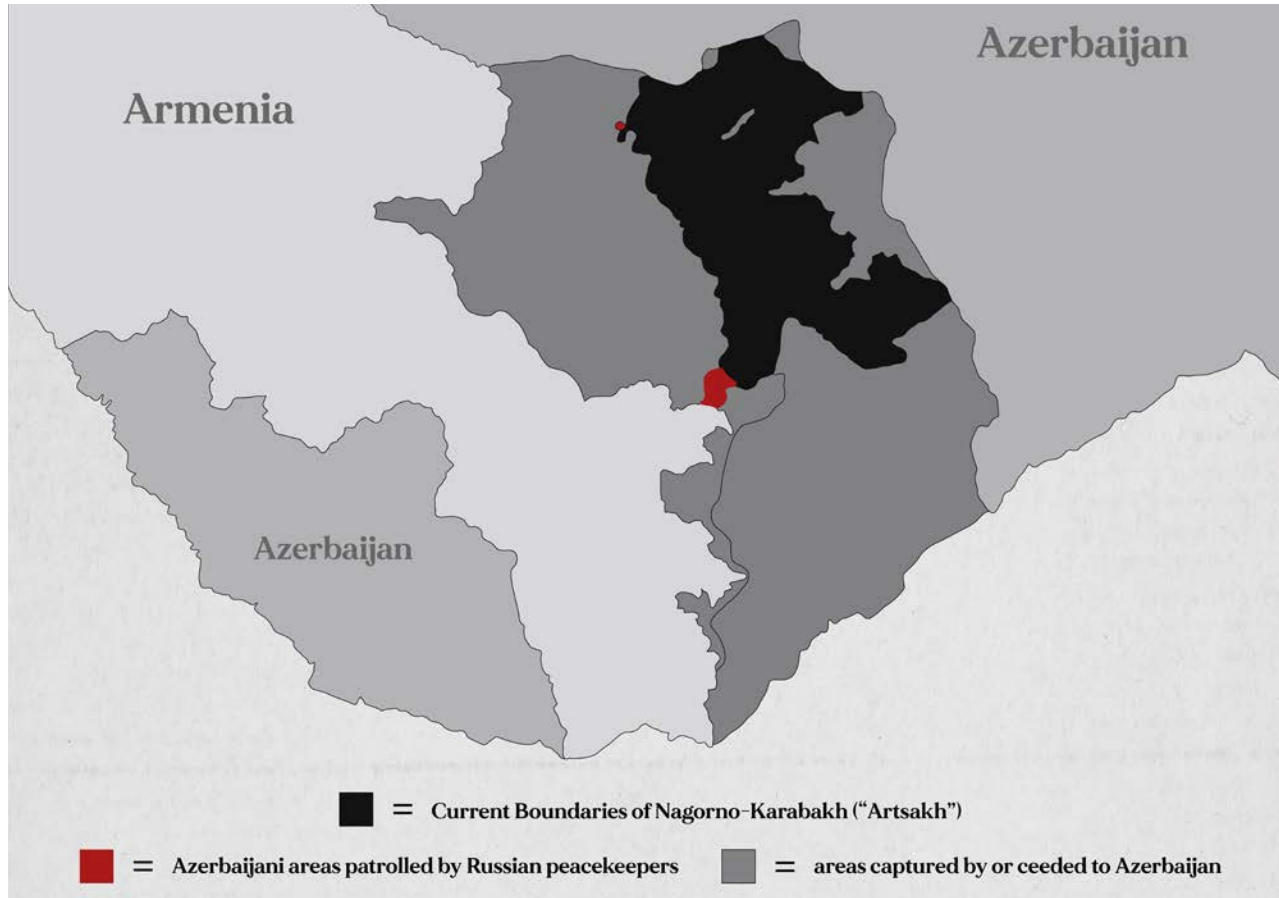 Armenia
Azerbaijan
Azerbaijan
= Current Boundaries of Nagorno-Karabakh (“Artsakh”)
= Azerbaijani areas patrolled by Russian peacekeepers
= areas captured by or ceeded to Azerbaijan